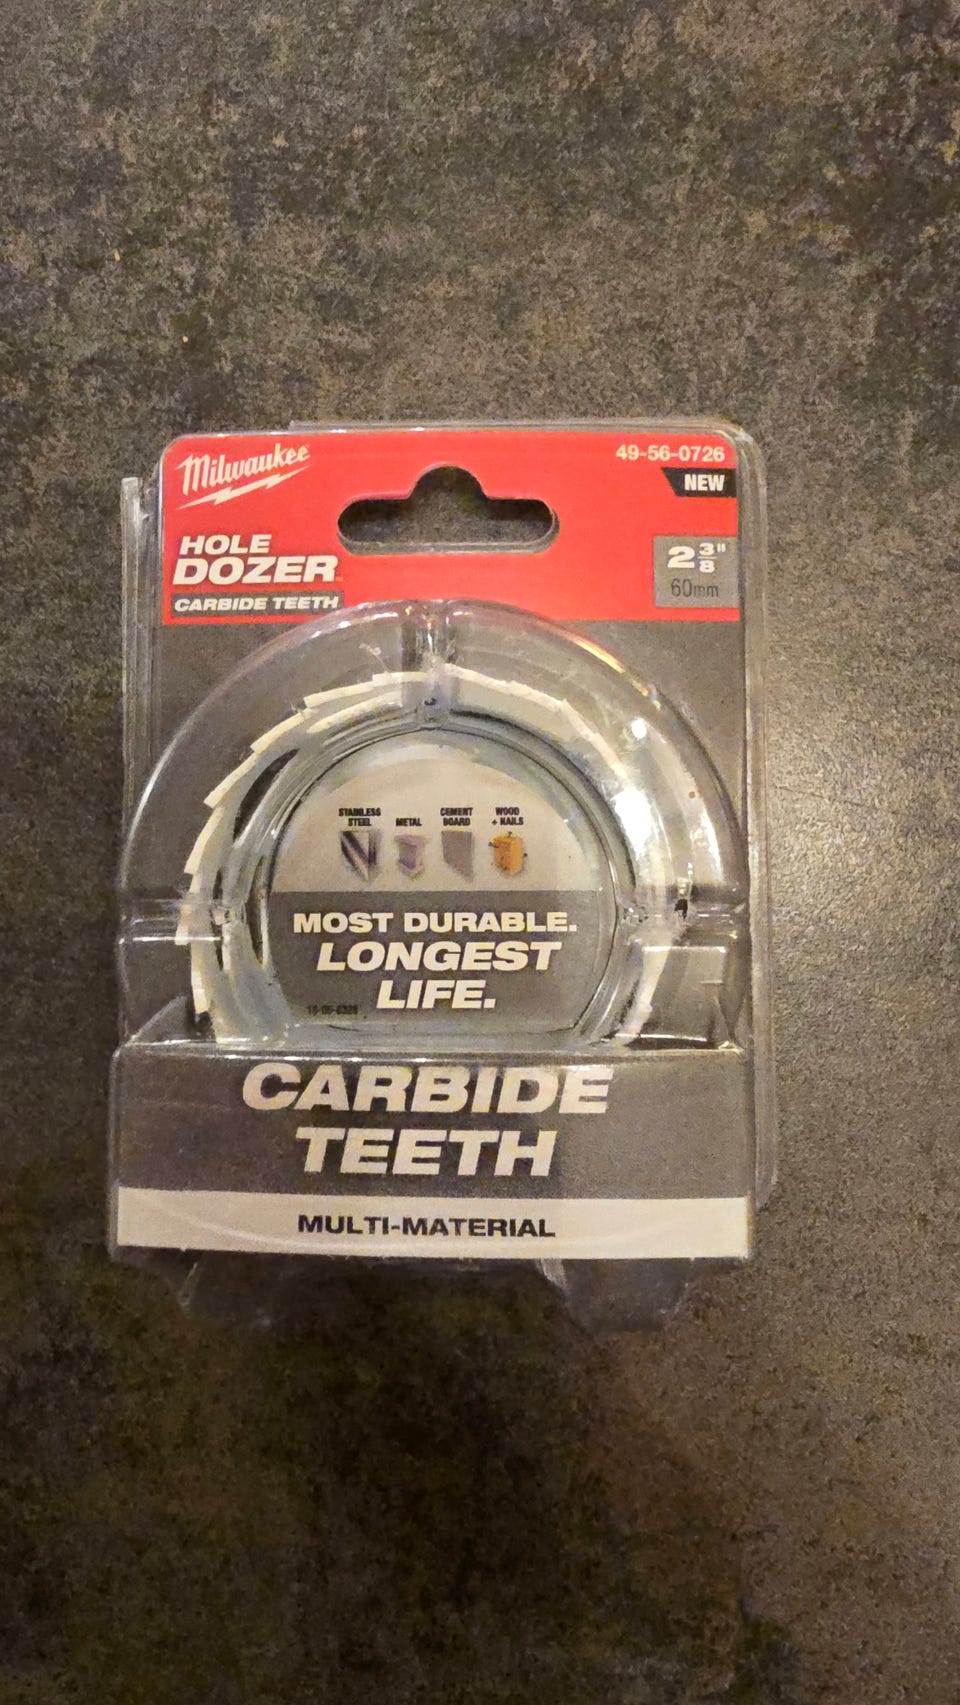 Milwaukee
49-56-0726
NEW
HOLE
DOZER
CARBIDE TEETH
2 3/8"
60mm
STAINLESS
STEEL
METAL
CEMENT
BOARD
WOOD
+ NAILS
MOST DURABLE.
LONGEST
LIFE.
CARBIDE
TEETH
MULTI-MATERIAL